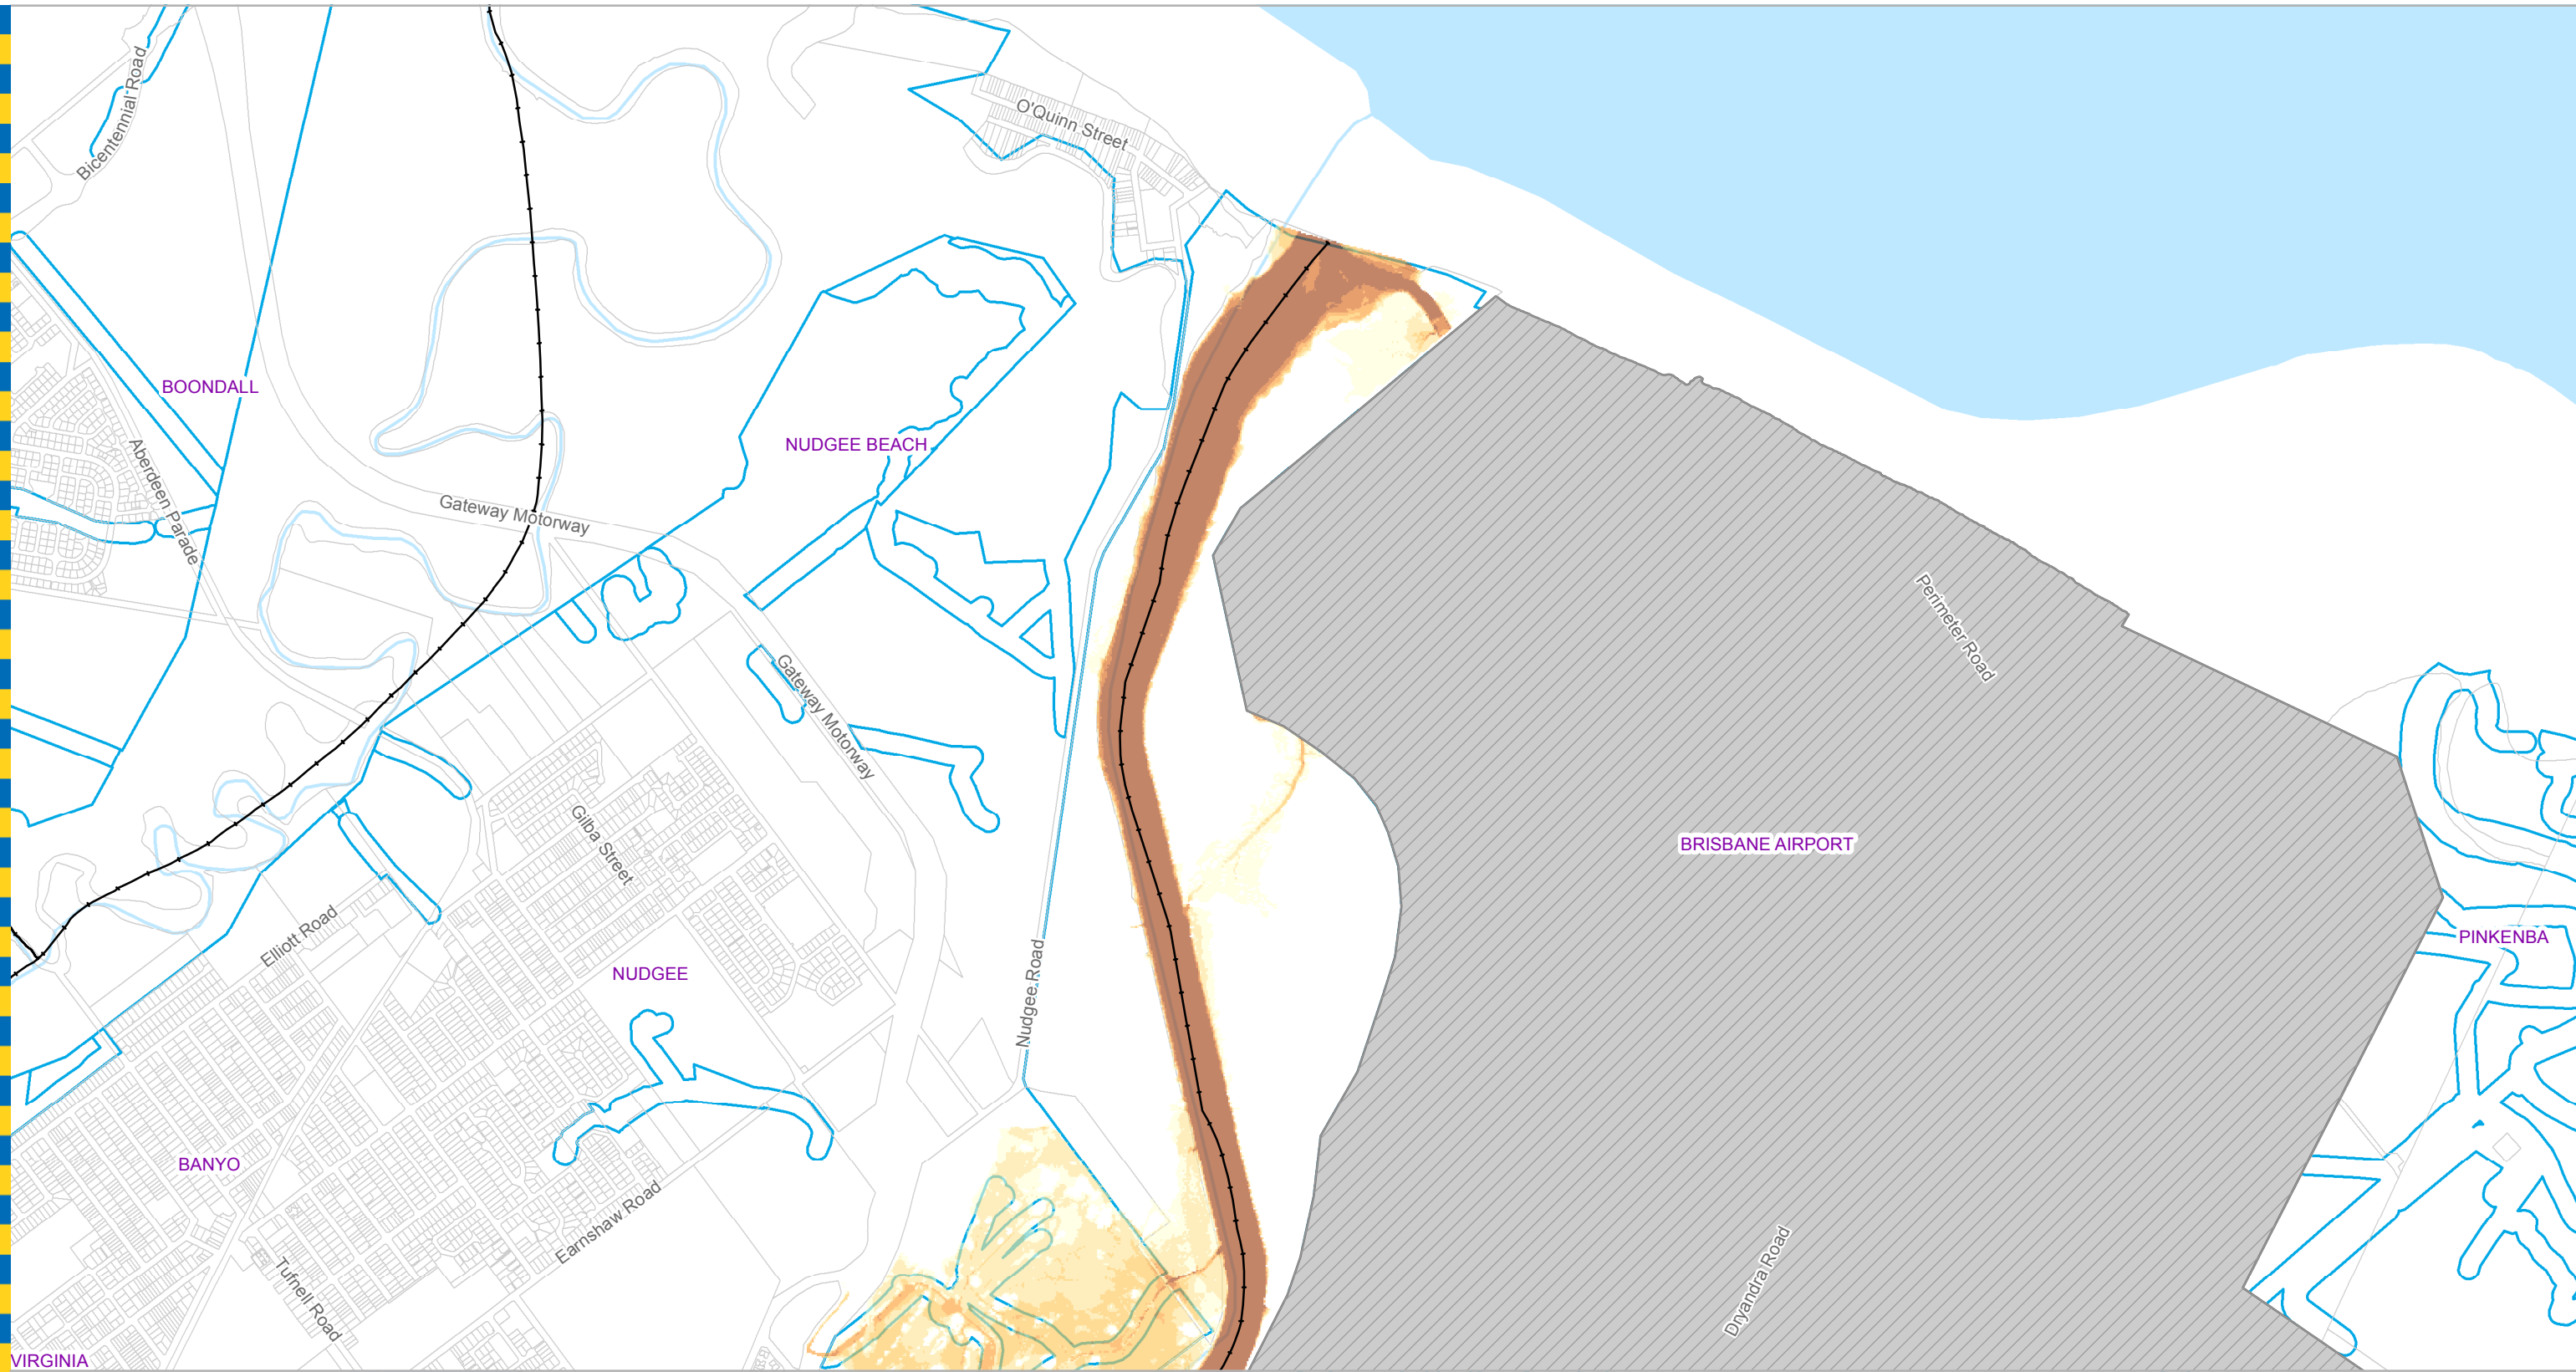 Bicentennial Road
O'Quinn Street
BOONDALL
NUDGEE BEACH
Aberdeen Parade
Gateway Motorway
Perimeter Road
Gateway Motorway
Gilba Street
BRISBANE AIRPORT
Elliott Road
PINKENBA
NUDGEE
Nudgee Road
BANYO
Earnshaw Road
Tufnell Road
Dryandra Road
VIRGINIA